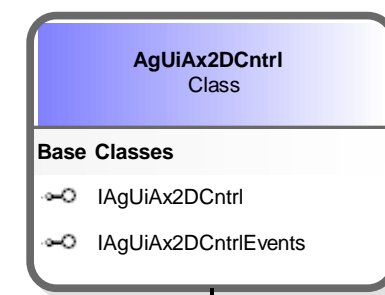 AgUiAx2DCntrl
Class
Base Classes
IAgUiAx2DCntrl
IAgUiAx2DCntrlEvents